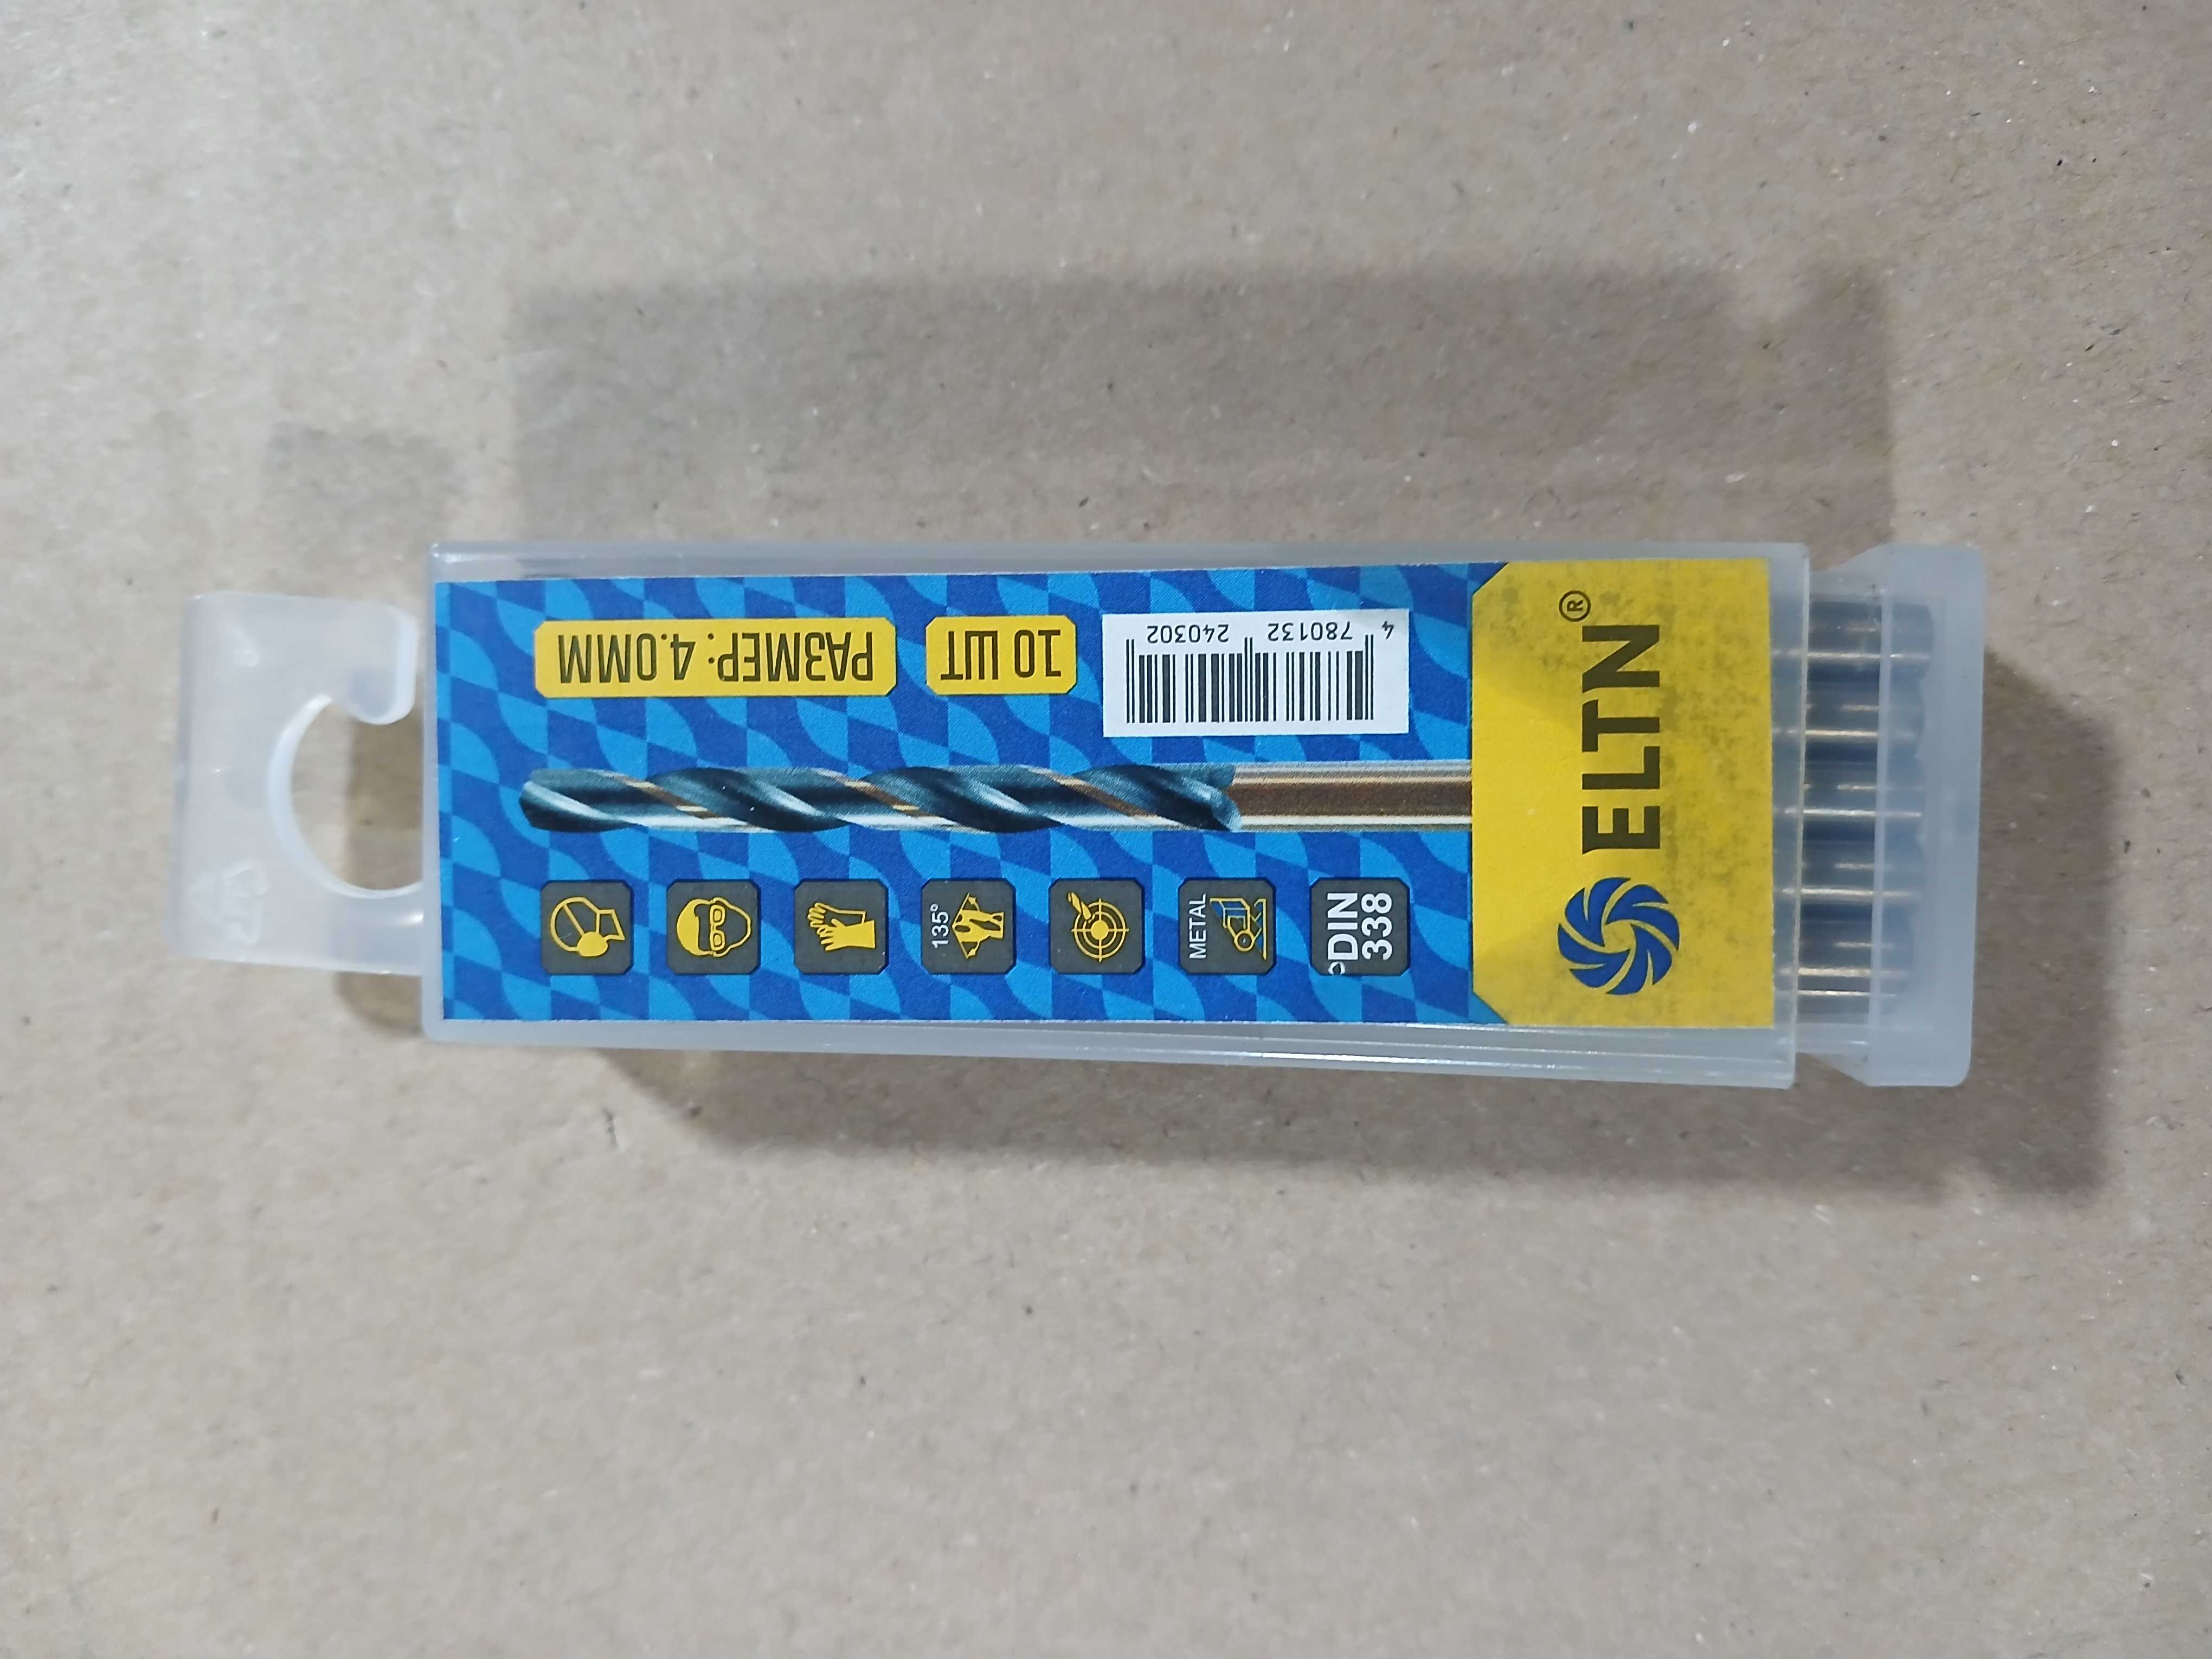 ELTN®
DIN
338
METAL
135°
РАЗМЕР: 4.0ММ
10 ШТ
4 780132 240302